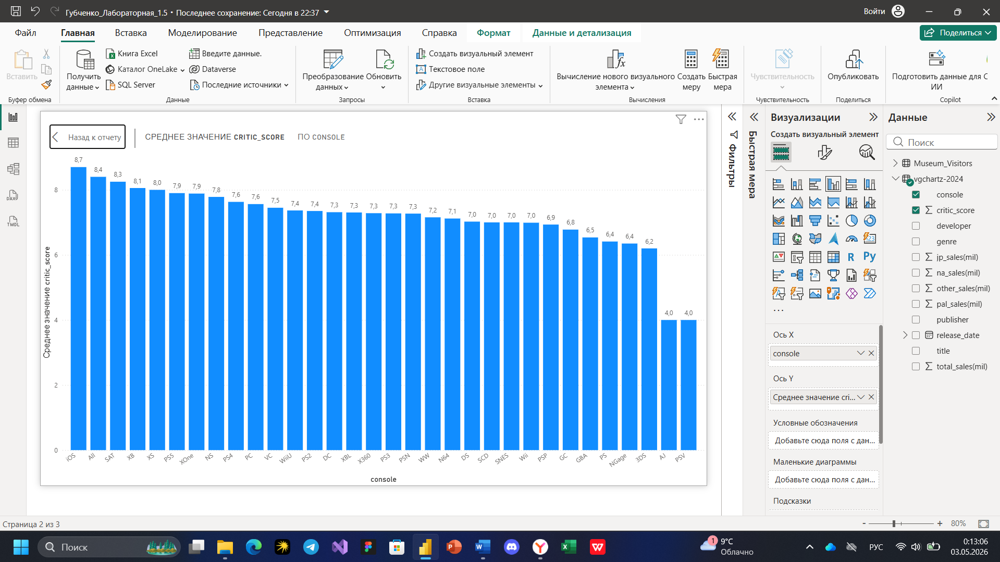 Губченко_Лабораторная_1.5 • Последнее сохранение: Сегодня в 22:37
Войти
Файл
Главная
Вставка
Моделирование
Представление
Оптимизация
Справка
Формат
Данные и детализация
Поделиться
Вставить
Буфер обмена
Получить данные
Книга Excel
Каталог OneLake
SQL Server
Введите данные.
Dataverse
Последние источники
Данные
Преобразование данных
Обновить
Запросы
Создать визуальный элемент
Текстовое поле
Другие визуальные элементы
Вставка
Вычисление нового визуального элемента
Создать меру
Быстрая мера
Вычисления
Чувствительность
Чувствительность
Опубликовать
Поделиться
Подготовить данные для С
ИИ
Copilot
DAX
TMDL
Назад к отчету
СРЕДНЕЕ ЗНАЧЕНИЕ CRITIC_SCORE ПО CONSOLE
Среднее значение critic_score
8
6
4
2
0
8,7
8,4
8,3
8,1
8,0
7,9
7,9
7,8
7,6
7,6
7,5
7,4
7,4
7,3
7,3
7,3
7,3
7,3
7,2
7,1
7,0
7,0
7,0
7,0
6,9
6,8
6,5
6,4
6,4
6,2
4,0
4,0
iOS
All
SAT
XB
XS
PS5
XOne
NS
PS4
PC
VC
WiiU
PS2
DC
XBL
X360
PS3
PSN
WW
N64
DS
SCD
SNES
Wii
PSP
GC
GBA
PS
NGage
3DS
AJ
PSV
console
Фильтры
Быстрая мера
Визуализации
Создать визуальный элемент
123
R
Py
Ось X
console
Ось Y
Среднее значение cri...
Условные обозначения
Добавьте сюда поля с дан...
Маленькие диаграммы
Добавьте сюда поля с дан...
Подсказки
Данные
Поиск
Museum_Visitors
vgchartz-2024
console
critic_score
developer
genre
jp_sales(mil)
na_sales(mil)
other_sales(mil)
pal_sales(mil)
publisher
release_date
title
total_sales(mil)
Страница 2 из 3
- + 80%
Поиск
1
9°C
Облачно
РУС
0:13:06
03.05.2026